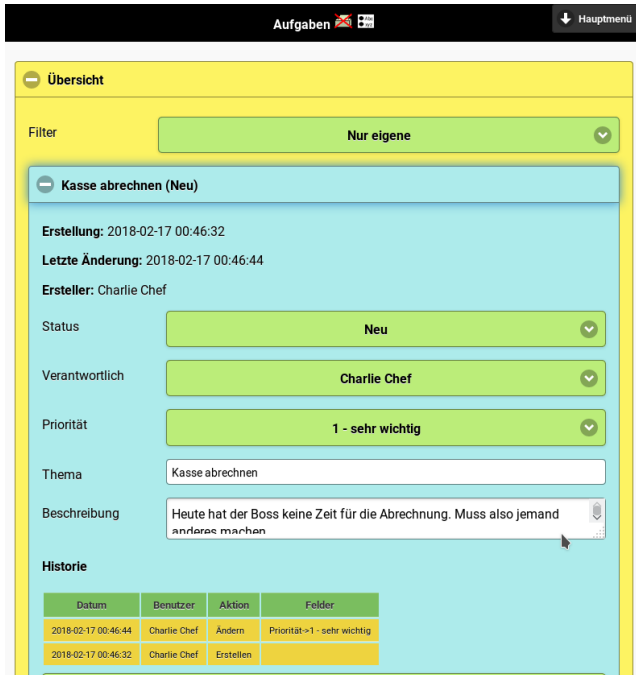 Aufgaben
Hauptmenü
Übersicht
Filter Nur eigene
Kasse abrechnen (Neu)
Erstellung: 2018-02-17 00:46:32
Letzte Änderung: 2018-02-17 00:46:44
Ersteller: Charlie Chef
Status Neu
Verantwortlich Charlie Chef
Priorität 1 - sehr wichtig
Thema Kasse abrechnen
Beschreibung Heute hat der Boss keine Zeit für die Abrechnung. Muss also jemand
anderes machen
Historie
Datum Benutzer Aktion Felder
2018-02-17 00:46:44 Charlie Chef Ändern Priorität->1 - sehr wichtig
2018-02-17 00:46:32 Charlie Chef Erstellen